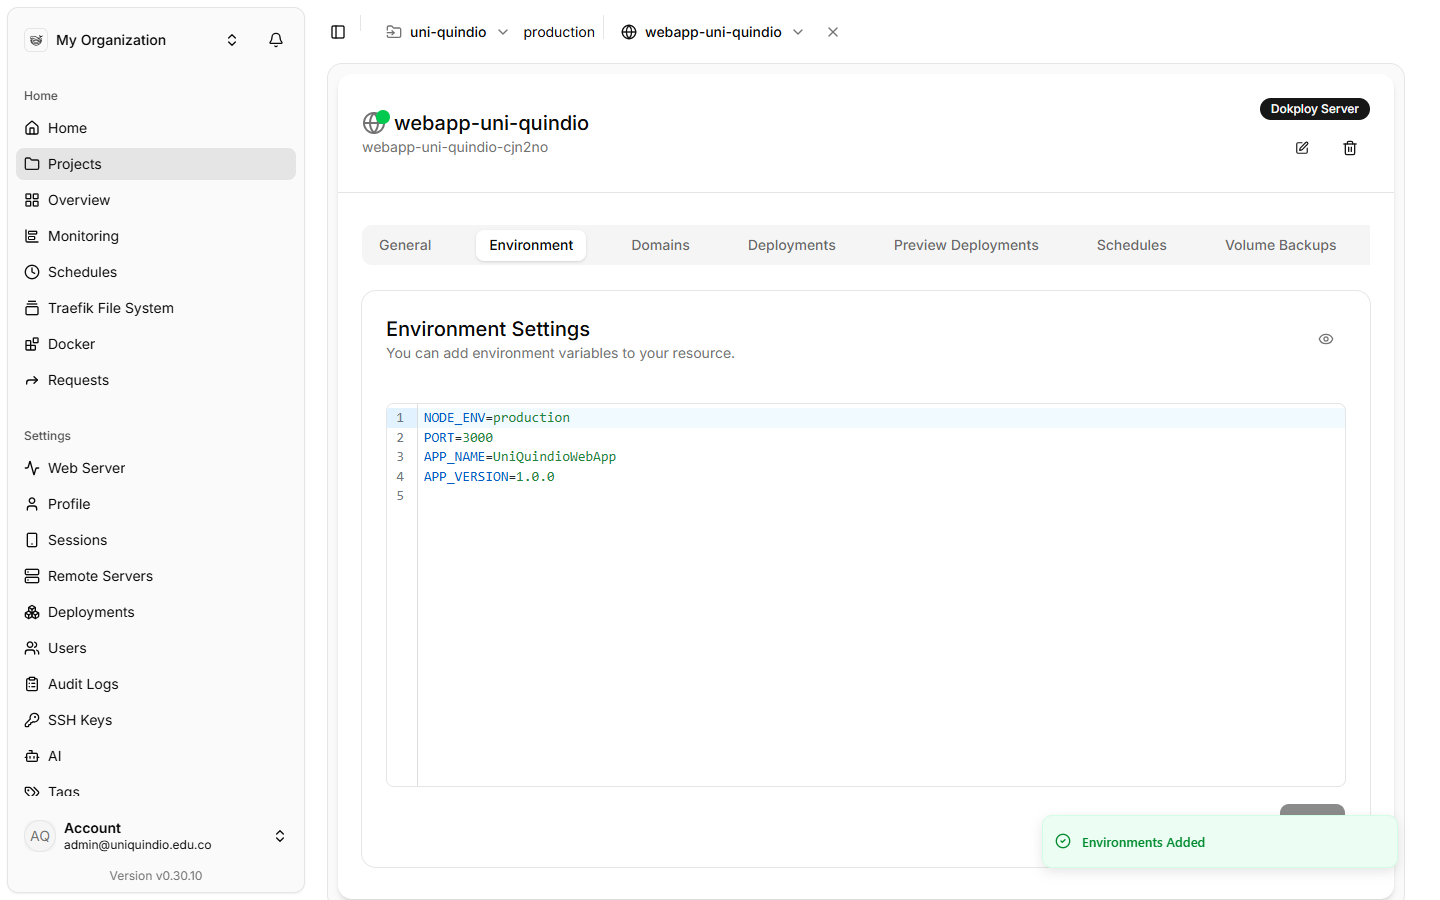 My Organization
Home
Home
Projects
Overview
Monitoring
Schedules
Traefik File System
Docker
Requests
Settings
Web Server
Profile
Sessions
Remote Servers
Deployments
Users
Audit Logs
SSH Keys
AI
Tags
AQ
Account
admin@uniquindio.edu.co
Version v0.30.10
uni-quindio
production
webapp-uni-quindio
Dokploy Server
webapp-uni-quindio
webapp-uni-quindio-cjn2no
General
Environment
Domains
Deployments
Preview Deployments
Schedules
Volume Backups
Environment Settings
You can add environment variables to your resource.
1 NODE_ENV=production
2 PORT=3000
3 APP_NAME=UniQuindioWebApp
4 APP_VERSION=1.0.0
5
Environments Added